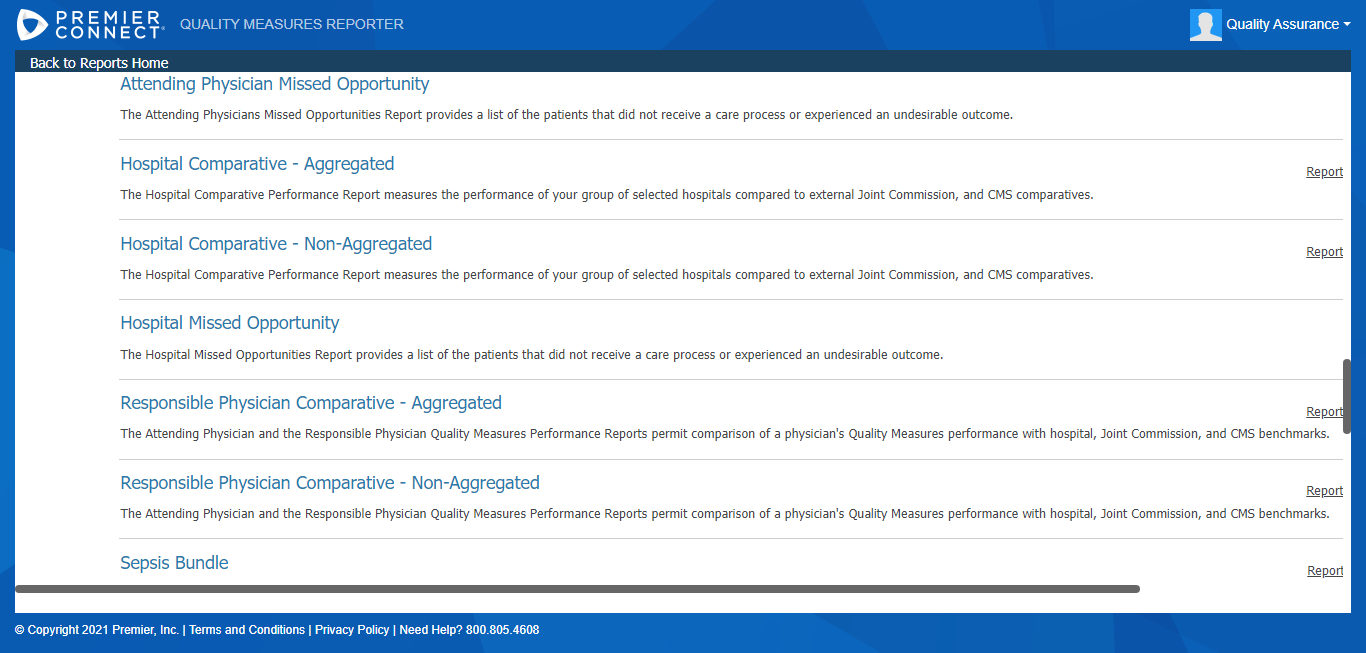 PREMIER
CONNECT® QUALITY MEASURES REPORTER
Quality Assurance
Back to Reports Home
Attending Physician Missed Opportunity
The Attending Physicians Missed Opportunities Report provides a list of the patients that did not receive a care process or experienced an undesirable outcome.
Hospital Comparative - Aggregated
Report
The Hospital Comparative Performance Report measures the performance of your group of selected hospitals compared to external Joint Commission, and CMS comparatives.
Hospital Comparative - Non-Aggregated
Report
The Hospital Comparative Performance Report measures the performance of your group of selected hospitals compared to external Joint Commission, and CMS comparatives.
Hospital Missed Opportunity
The Hospital Missed Opportunities Report provides a list of the patients that did not receive a care process or experienced an undesirable outcome.
Responsible Physician Comparative - Aggregated
Report
The Attending Physician and the Responsible Physician Quality Measures Performance Reports permit comparison of a physician's Quality Measures performance with hospital, Joint Commission, and CMS benchmarks.
Responsible Physician Comparative - Non-Aggregated
Report
The Attending Physician and the Responsible Physician Quality Measures Performance Reports permit comparison of a physician's Quality Measures performance with hospital, Joint Commission, and CMS benchmarks.
Sepsis Bundle
Report
© Copyright 2021 Premier, Inc. | Terms and Conditions | Privacy Policy | Need Help? 800.805.4608